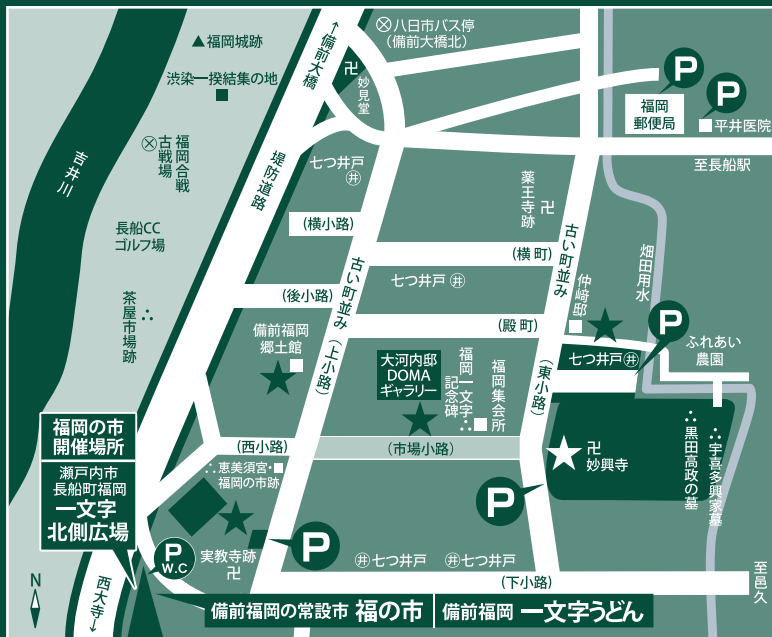 ▲福岡城跡
渋染一揆結集の地
↑備前大橋
八日市バス停
(備前大橋北)
卍
妙見堂
P
福岡
郵便局
P
平井医院
至長船駅
吉井川
福岡合戦
古戦場
堤防道路
七つ井戸
井
薬王寺跡
卍
長船CC
ゴルフ場
(横小路)
古い町並み(上小路)
(横町)
古い町並み
(東小路)
畑田用水
七つ井戸 井
仲﨑邸
茶屋市場跡
(後小路)
(殿町)
P
備前福岡
郷土館
大河内邸
DOMA
ギャラリー
福岡一文字
記念碑
福岡集会所
七つ井戸 井
ふれあい
農園
福岡の市
開催場所
瀬戸内市
長船町福岡
一文字
北側広場
(西小路)
(市場小路)
恵美須宮・
福岡の市跡
卍
妙興寺
黒田高政の墓
宇喜多興家墓
P
P
W.C
実教寺跡
卍
P
井七つ井戸
井七つ井戸
(下小路)
至邑久
N
西大寺→
備前福岡の常設市 福の市
備前福岡 一文字うどん